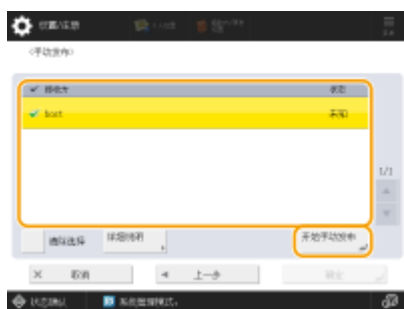 设置/注册
<手动发布>
接收方 状态
host 未知
1/1
清除选择 详细说明 开始手动发布
取消 上一步 确定
状态确认 系统管理模式。